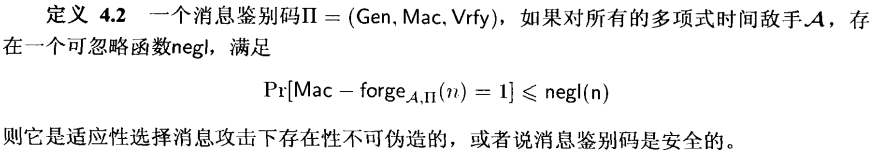 定义 4.2 一个消息鉴别码Π = (Gen, Mac, Vrfy)，如果对所有的多项式时间敌手𝒜，存
在一个可忽略函数negl，满足
Pr[Mac − forge𝒜,Π(n) = 1] ⩽ negl(n)
则它是适应性选择消息攻击下存在性不可伪造的，或者说消息鉴别码是安全的。